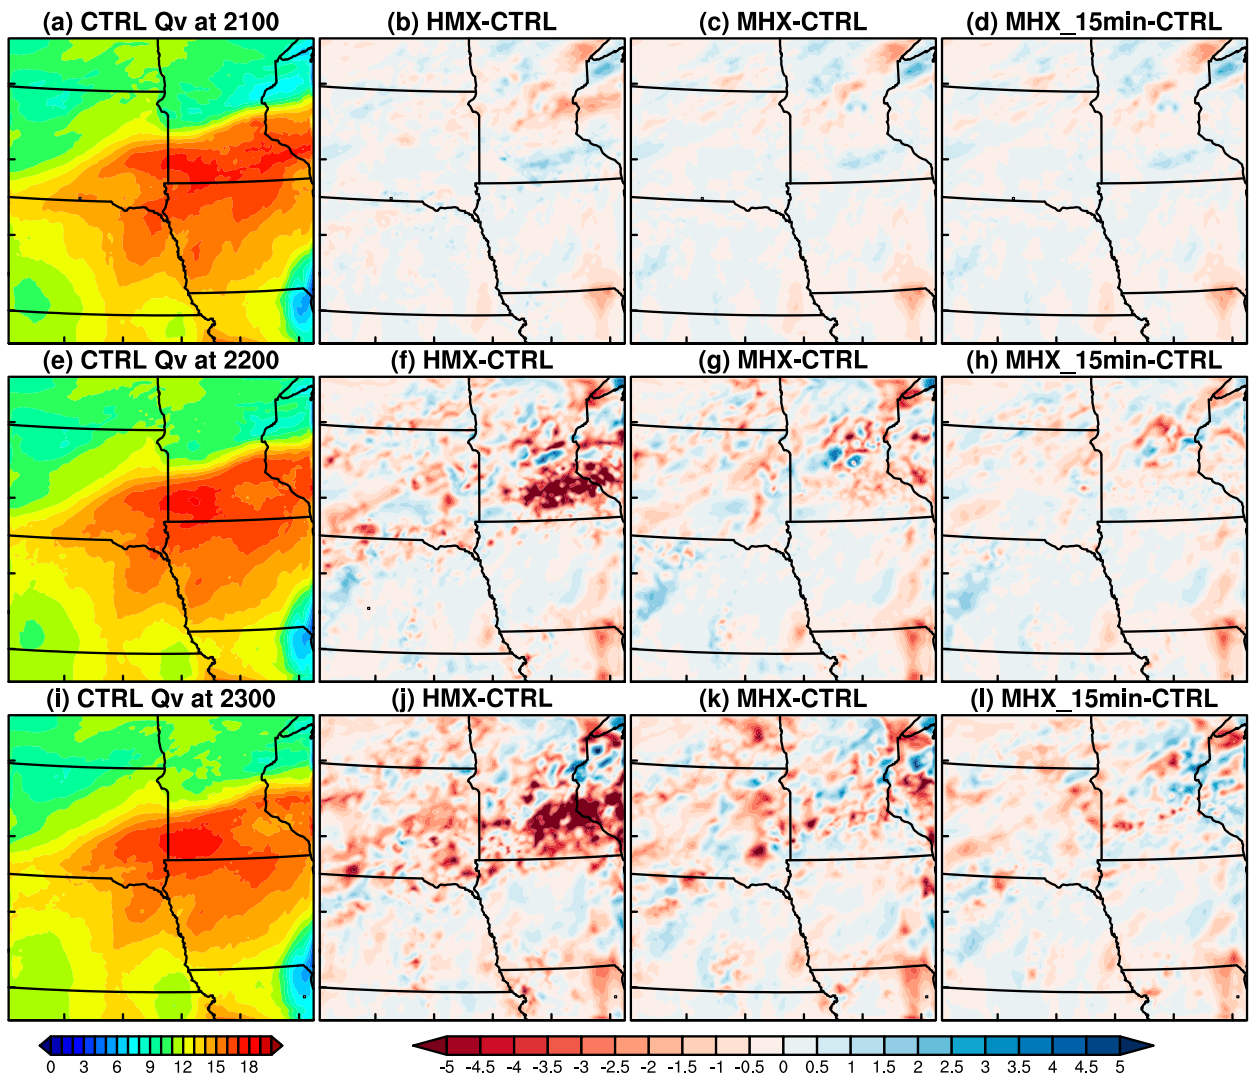 (a) CTRL Qv at 2100
(b) HMX-CTRL
(c) MHX-CTRL
(d) MHX_15min-CTRL
(e) CTRL Qv at 2200
(f) HMX-CTRL
(g) MHX-CTRL
(h) MHX_15min-CTRL
(i) CTRL Qv at 2300
(j) HMX-CTRL
(k) MHX-CTRL
(l) MHX_15min-CTRL
0 3 6 9 12 15 18
-5 -4.5 -4 -3.5 -3 -2.5 -2 -1.5 -1 -0.5 0 0.5 1 1.5 2 2.5 3 3.5 4 4.5 5